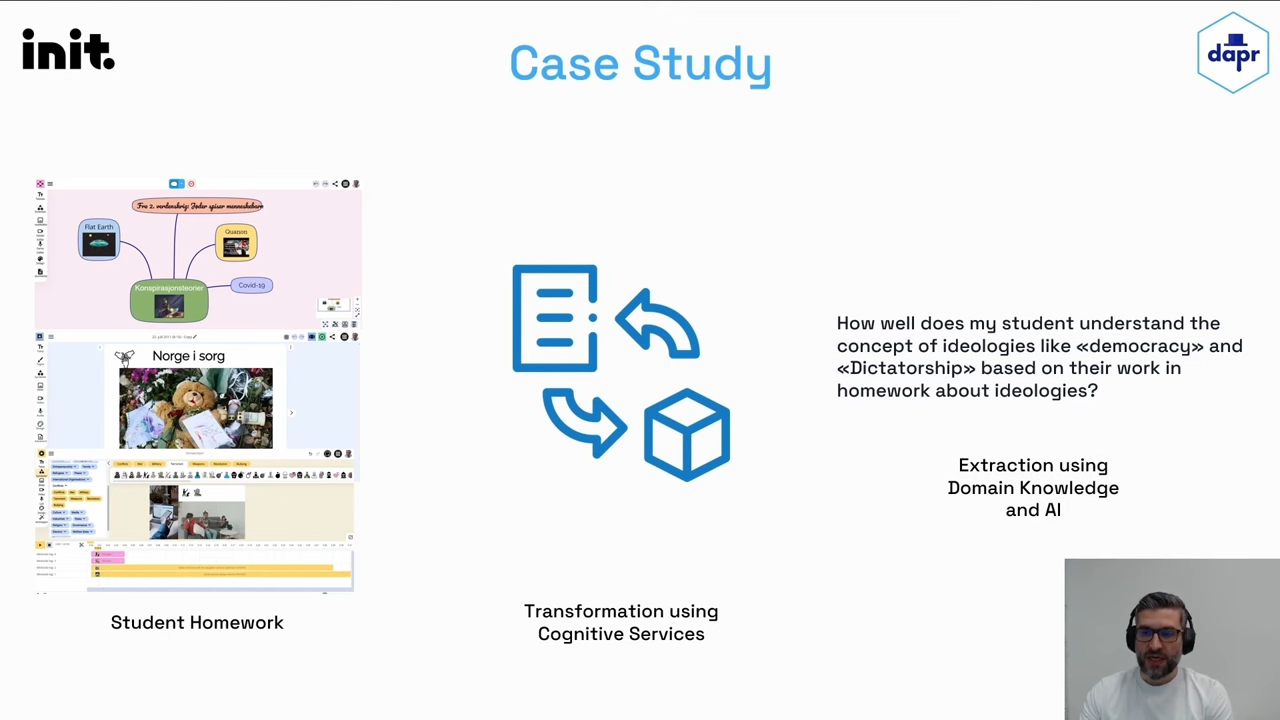 init.
Case Study
dapr
Fra 2. verdenskrig: Jøder spiser menneskebarn
Flat Earth
Quanon
Konspirasjonsteorier
Covid-19
Norge i sorg
How well does my student understand the
concept of ideologies like «democracy» and
«Dictatorship» based on their work in
homework about ideologies?
Extraction using
Domain Knowledge
and AI
Transformation using
Cognitive Services
Student Homework